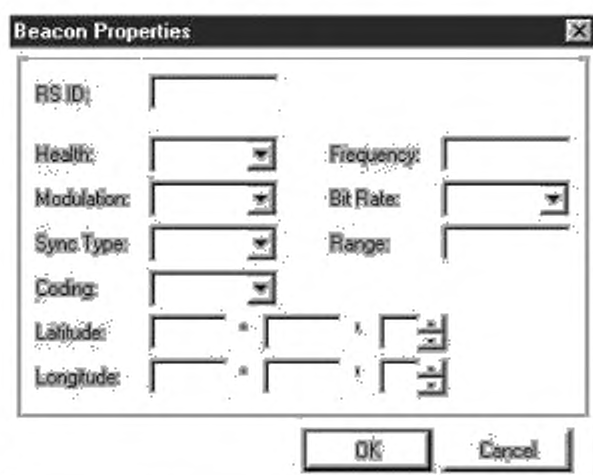 Beacon Properties
RS ID:
Health: Frequency:
Modulation: Bit Rate:
Sync Type: Range:
Coding:
Latitude: ° '
Longitude: ° '
OK Cancel